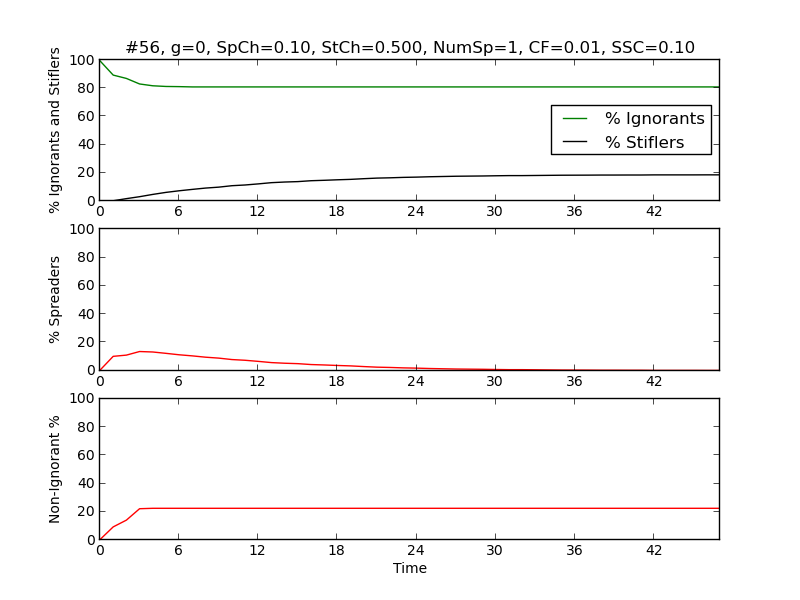 #56, g=0, SpCh=0.10, StCh=0.500, NumSp=1, CF=0.01, SSC=0.10
% Ignorants and Stiflers
100
80
60
40
20
0
% Ignorants
% Stiflers
0 6 12 18 24 30 36 42
% Spreaders
100
80
60
40
20
0
0 6 12 18 24 30 36 42
Non-Ignorant %
100
80
60
40
20
0
0 6 12 18 24 30 36 42
Time